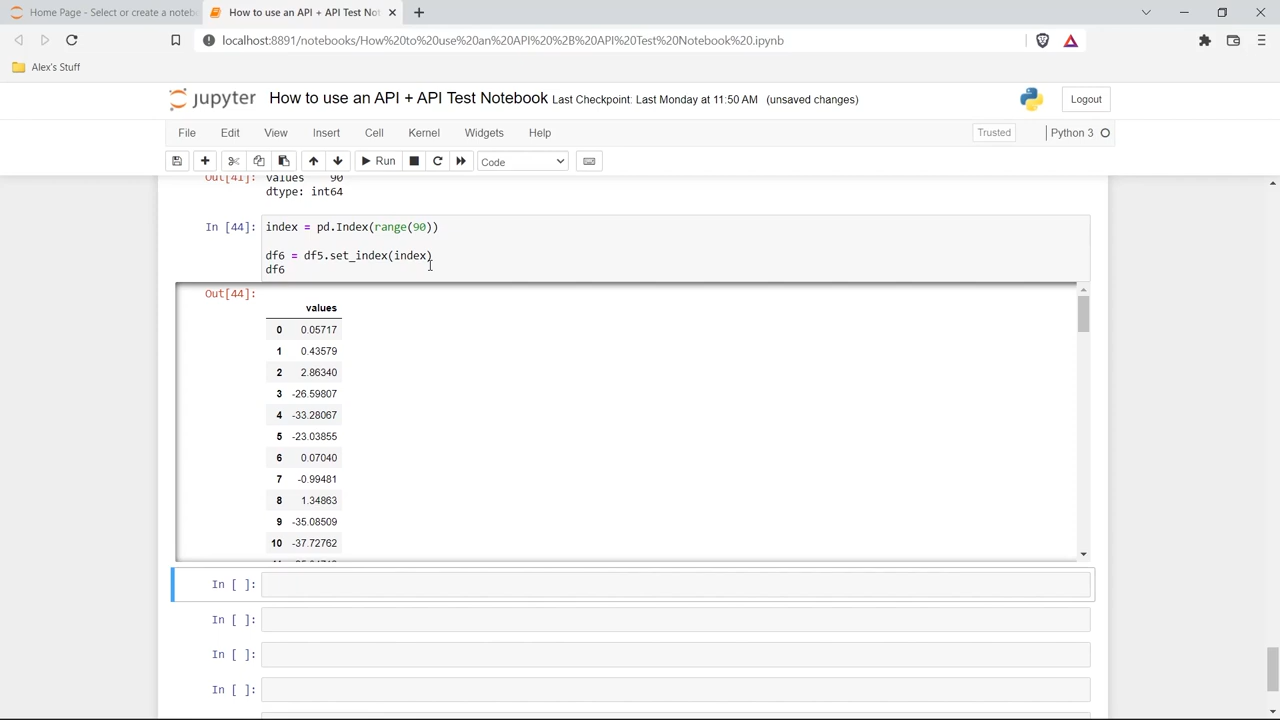 Home Page - Select or create a noteb
How to use an API + API Test Not
localhost:8891/notebooks/How%20to%20use%20an%20API%20%2B%20API%20Test%20Notebook%20.ipynb
Alex's Stuff
jupyter How to use an API + API Test Notebook Last Checkpoint: Last Monday at 11:50 AM (unsaved changes)
Logout
File Edit View Insert Cell Kernel Widgets Help
Trusted Python 3
Run Code
Out[41]: values 90
dtype: int64
In [44]: index = pd.Index(range(90))
df6 = df5.set_index(index)
df6
Out[44]:
values
0 0.05717
1 0.43579
2 2.86340
3 -26.59807
4 -33.28067
5 -23.03855
6 0.07040
7 -0.99481
8 1.34863
9 -35.08509
10 -37.72762
In [ ]:
In [ ]:
In [ ]:
In [ ]: